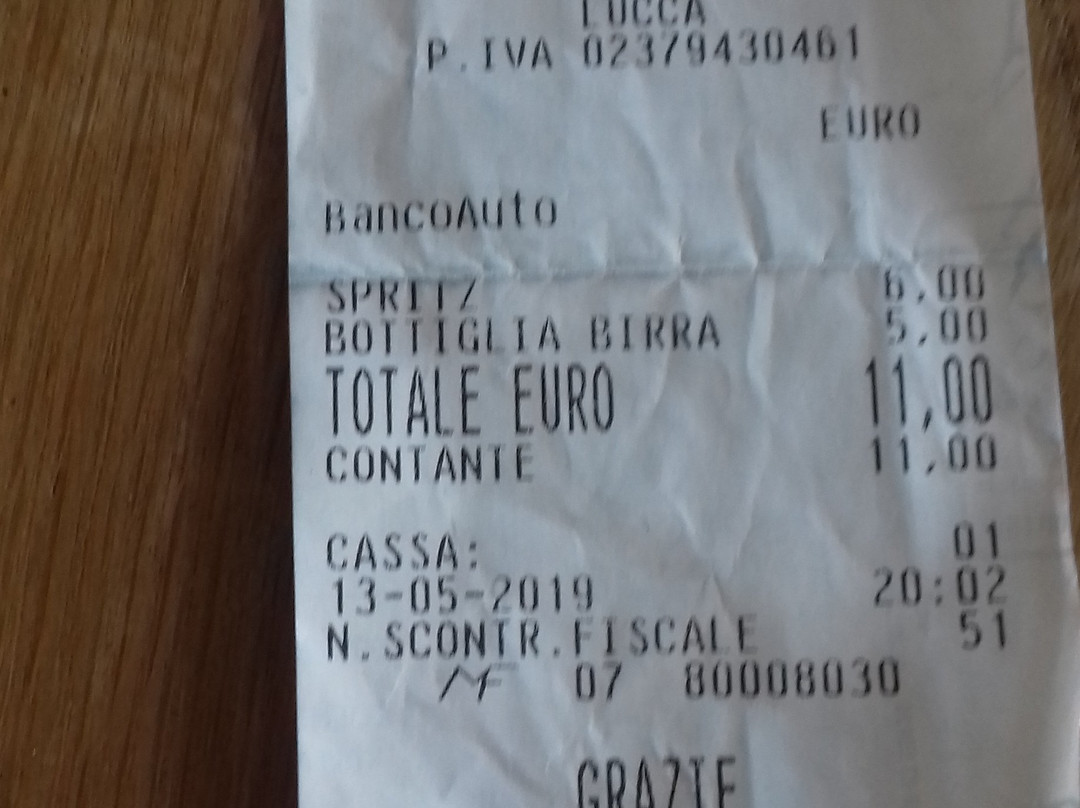 LUCCA
P.IVA 02379430461
EURO
BancoAuto
SPRITZ 6,00
BOTTIGLIA BIRRA 5,00
TOTALE EURO 11,00
CONTANTE 11,00
CASSA: 01
13-05-2019 20:02
N.SCONTR.FISCALE 51
MF 07 80008030
GRAZIE